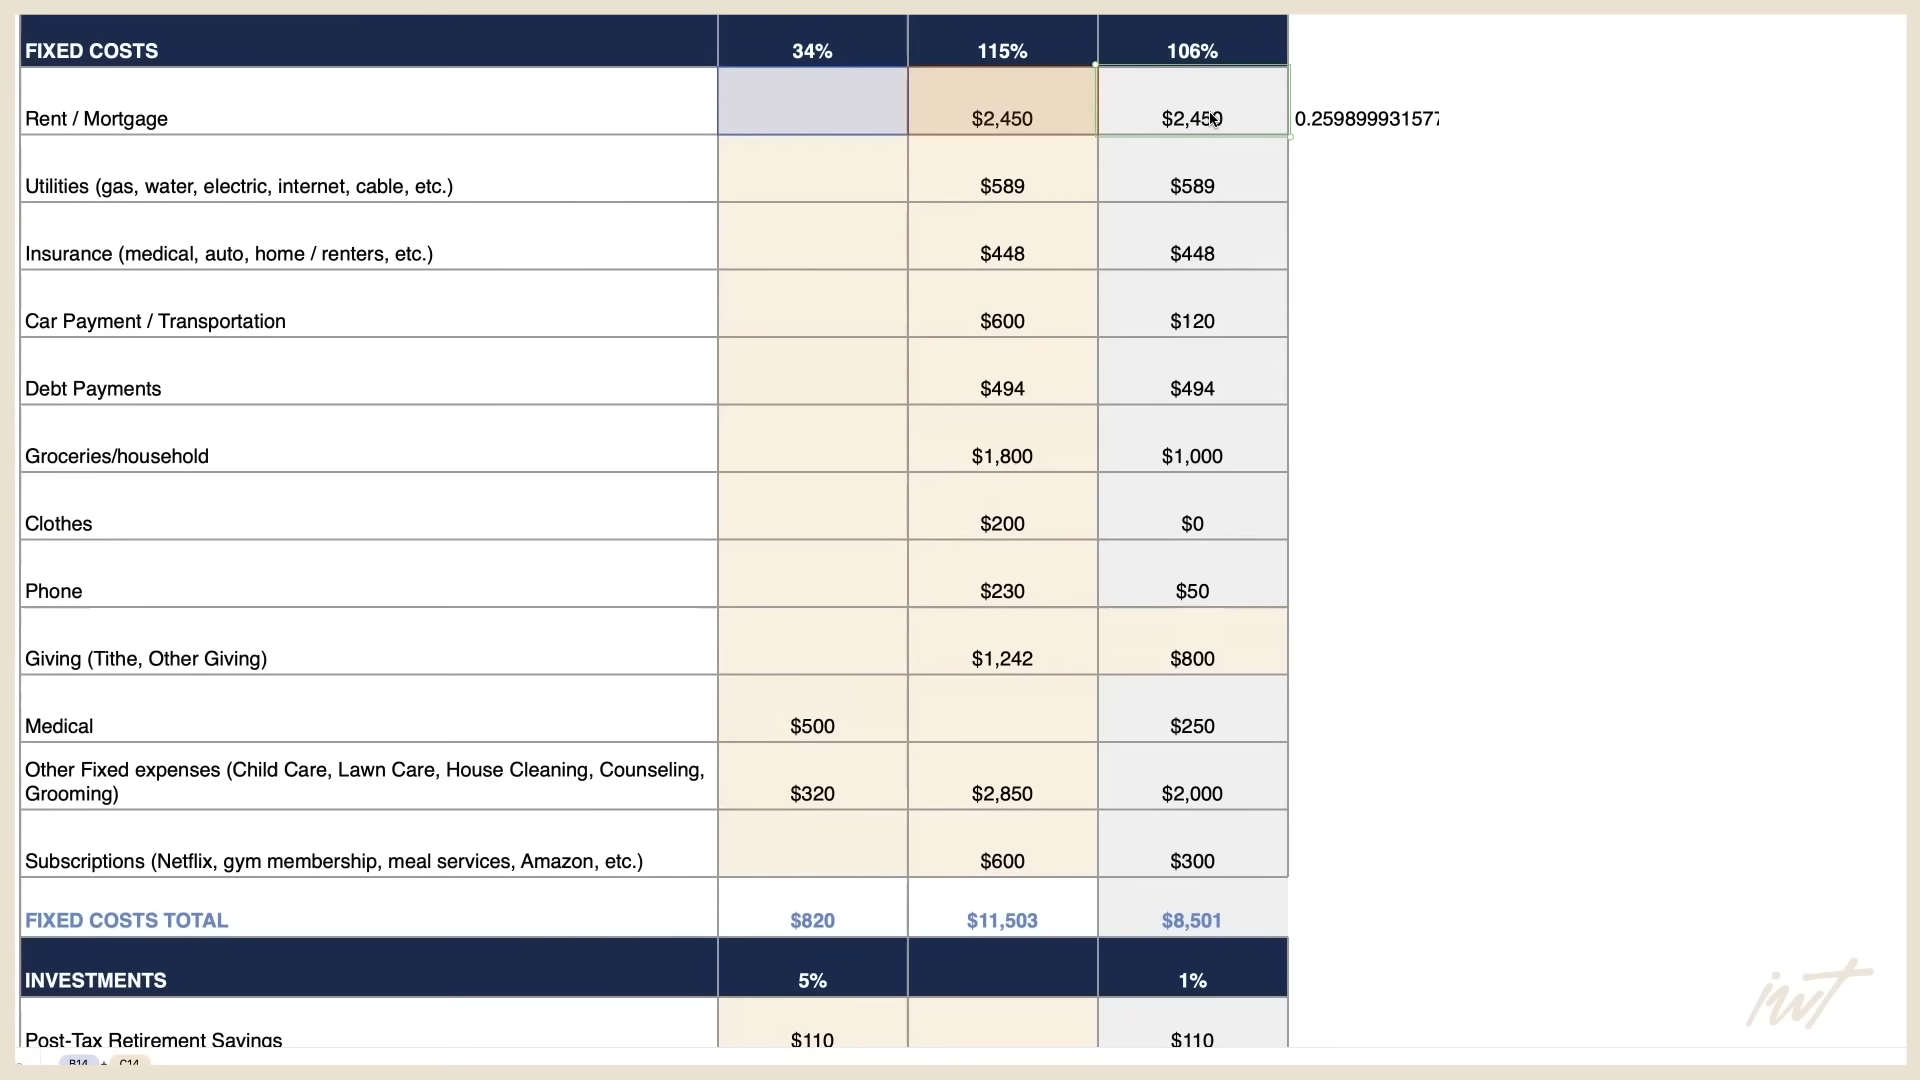 FIXED COSTS 34% 115% 106%
Rent / Mortgage $2,450 $2,450 0.259899931577
Utilities (gas, water, electric, internet, cable, etc.) $589 $589
Insurance (medical, auto, home / renters, etc.) $448 $448
Car Payment / Transportation $600 $120
Debt Payments $494 $494
Groceries/household $1,800 $1,000
Clothes $200 $0
Phone $230 $50
Giving (Tithe, Other Giving) $1,242 $800
Medical $500 $250
Other Fixed expenses (Child Care, Lawn Care, House Cleaning, Counseling,
Grooming) $320 $2,850 $2,000
Subscriptions (Netflix, gym membership, meal services, Amazon, etc.) $600 $300
FIXED COSTS TOTAL $820 $11,503 $8,501
INVESTMENTS 5% 1%
iwt
Post-Tax Retirement Savings $110 $110
B14 + C14